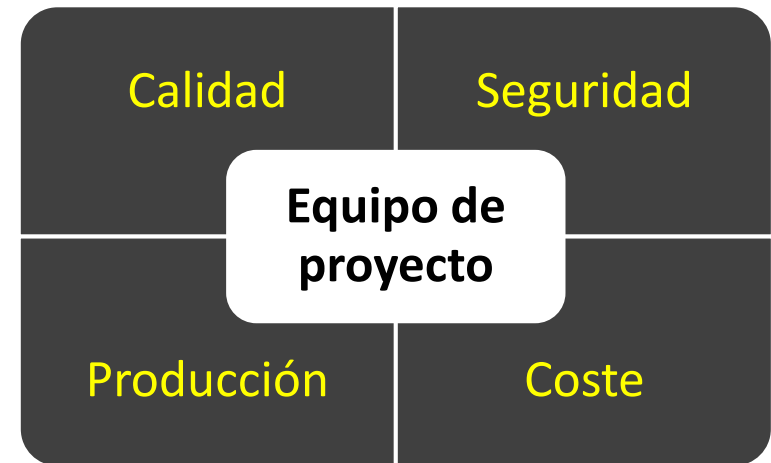 Calidad
Seguridad
Equipo de
proyecto
Producción
Coste